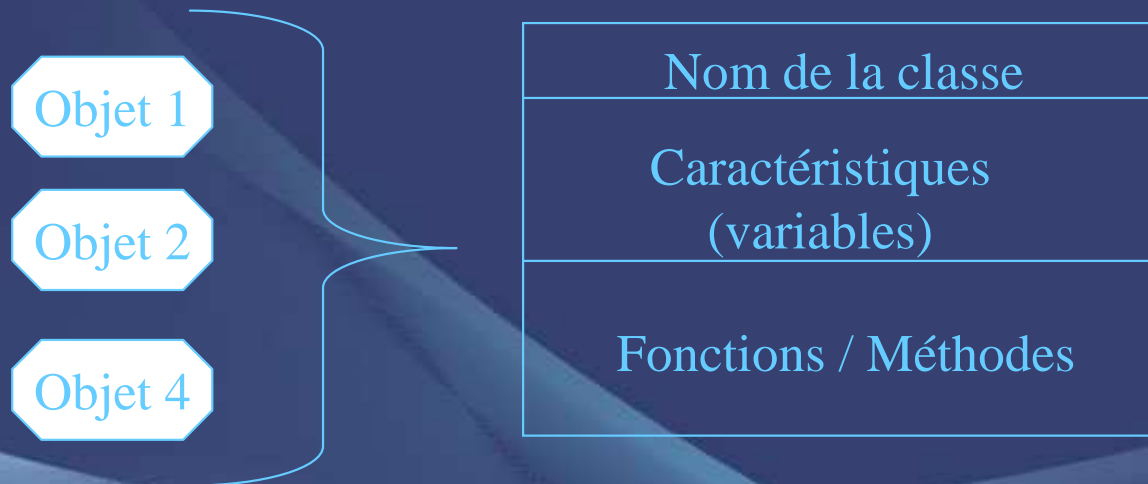 Objet 1
Objet 2
Objet 4
Nom de la classe
Caractéristiques
(variables)
Fonctions / Méthodes